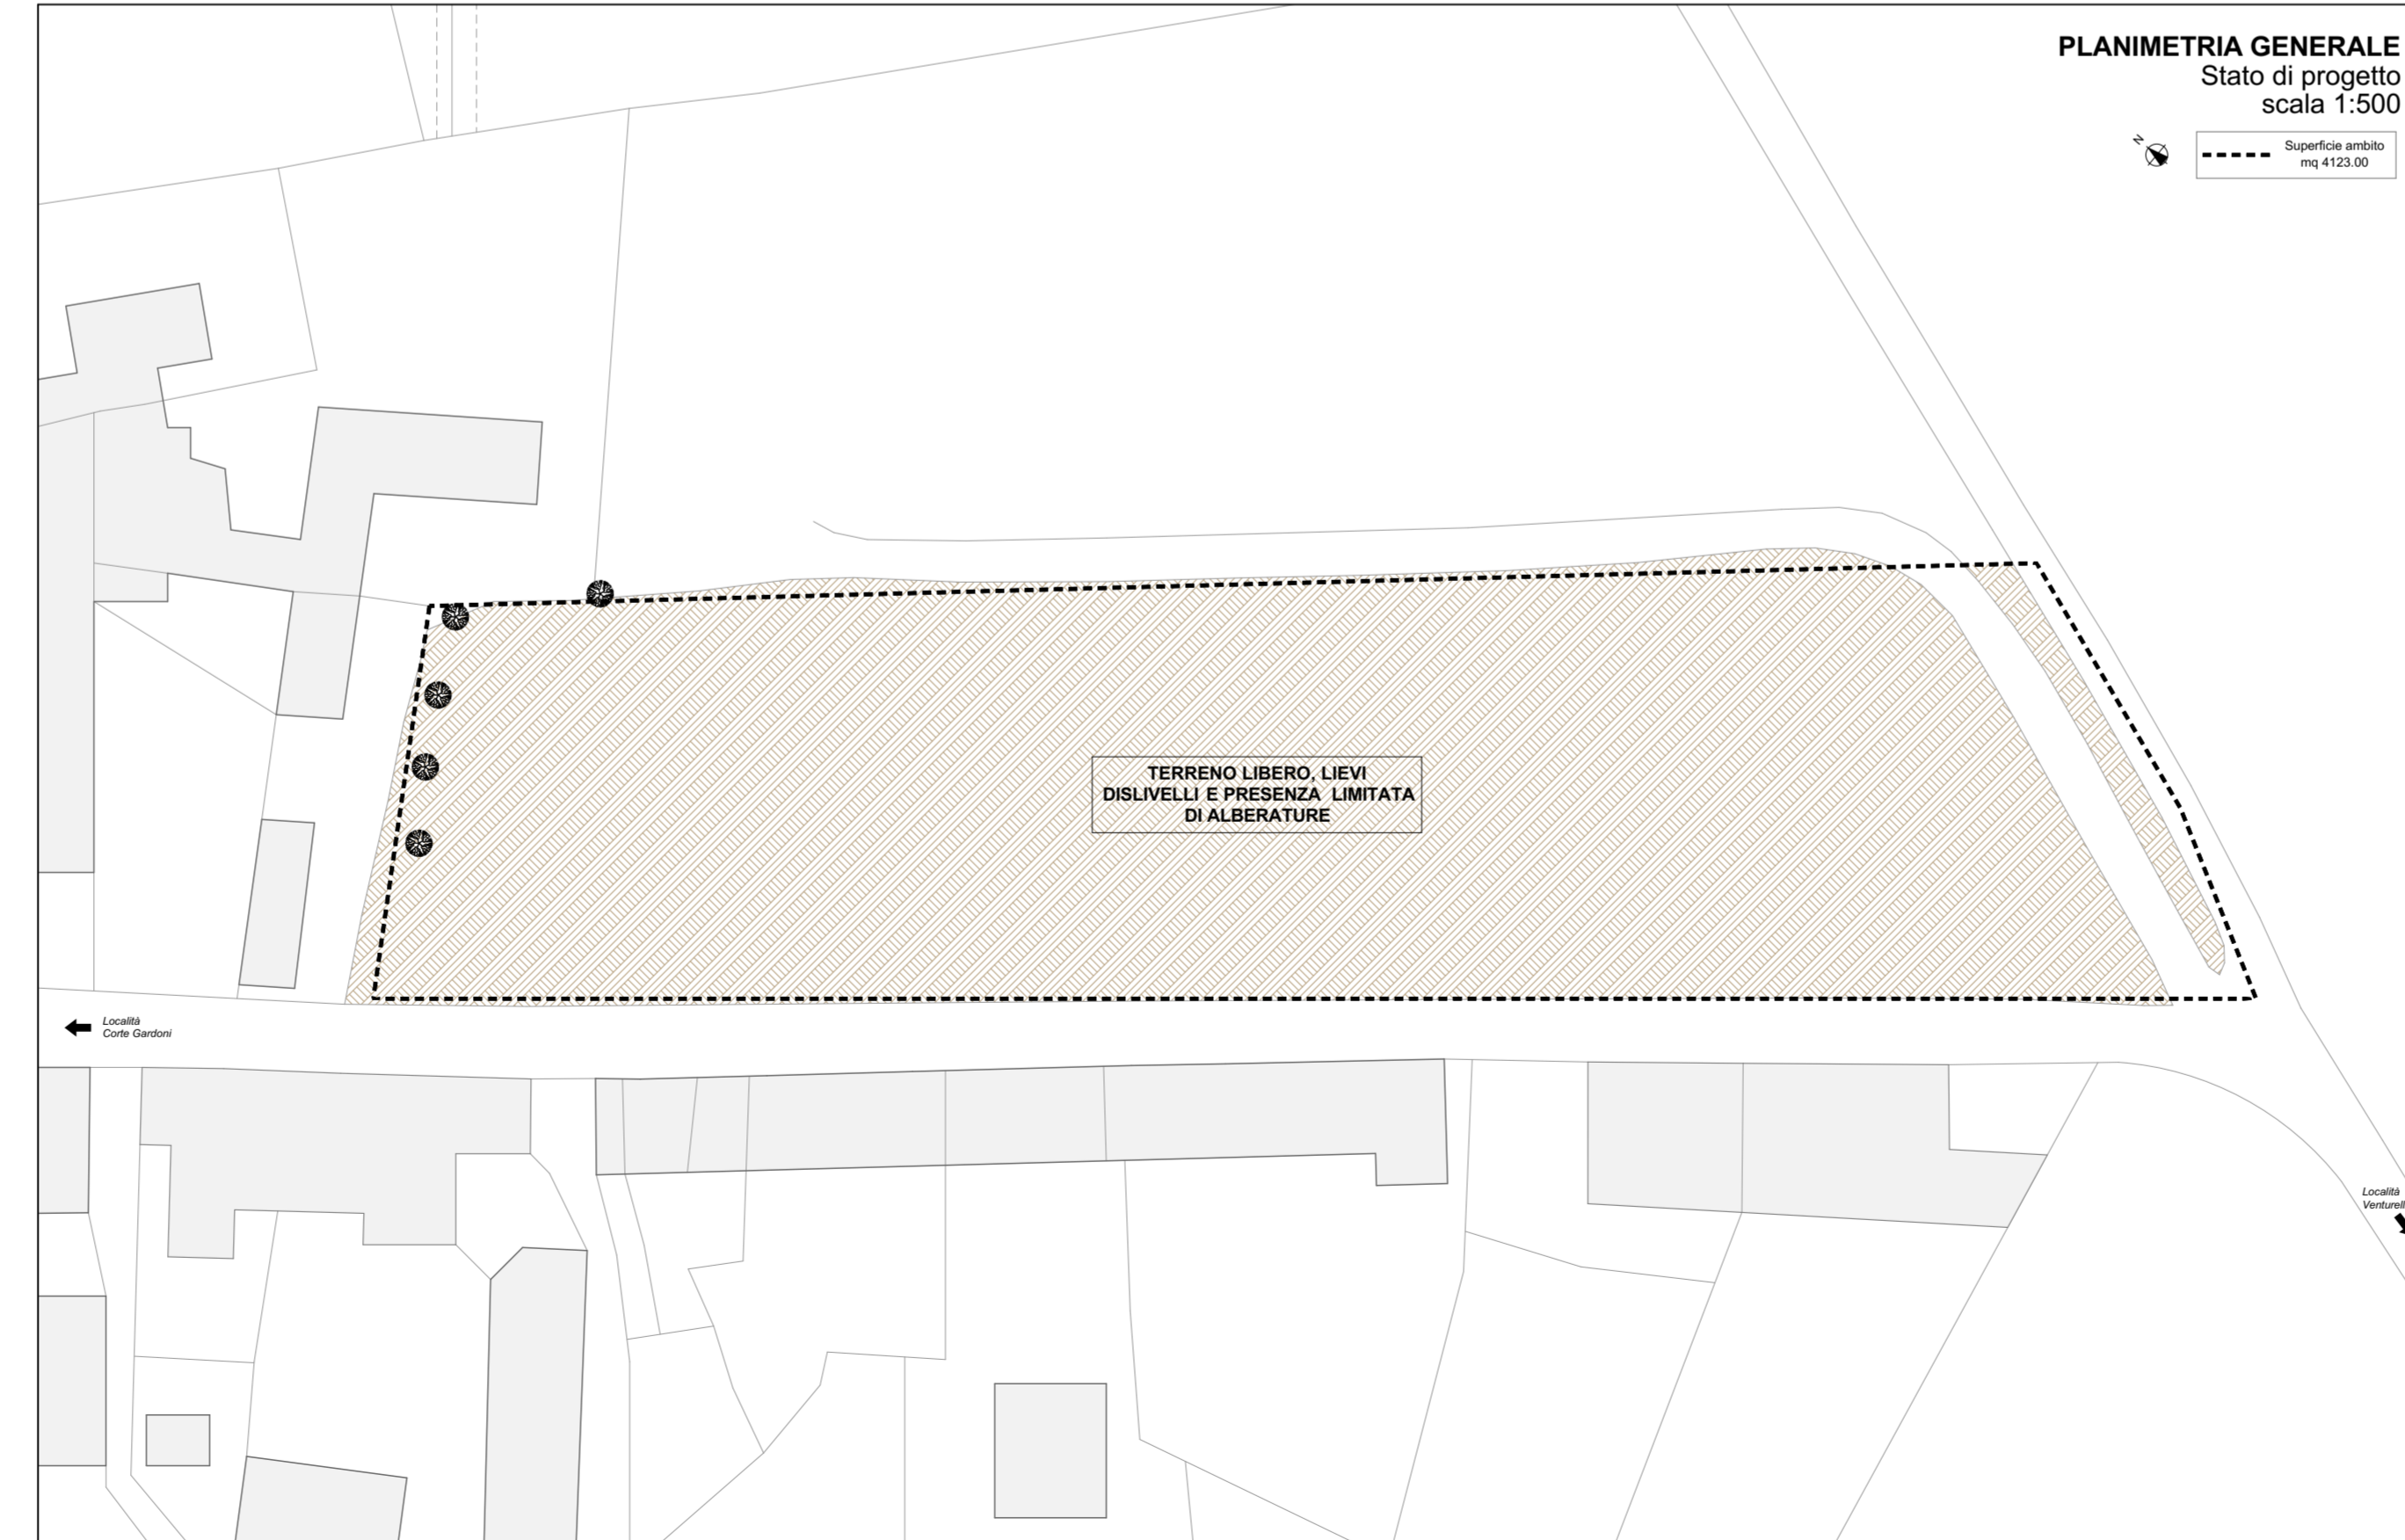 PLANIMETRIA GENERALE
Stato di progetto
scala 1:500
N
Superficie ambito
mq 4123.00
TERRENO LIBERO, LIEVI
DISLIVELLI E PRESENZA LIMITATA
DI ALBERATURE
Località
Corte Gardoni
Località
Venturell